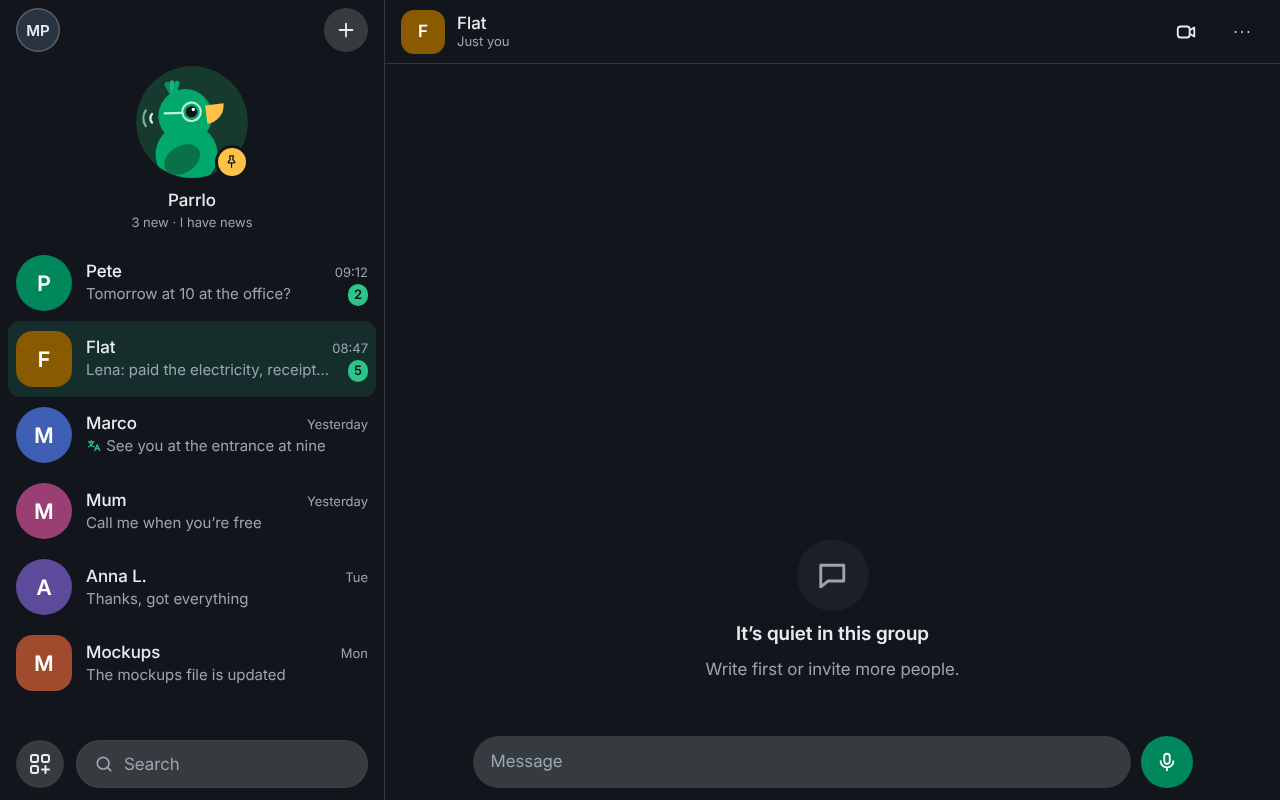 MP
Parrlo
3 new · I have news
P
Pete
09:12
Tomorrow at 10 at the office?
2
F
Flat
08:47
Lena: paid the electricity, receipt…
5
M
Marco
Yesterday
See you at the entrance at nine
M
Mum
Yesterday
Call me when you’re free
A
Anna L.
Tue
Thanks, got everything
M
Mockups
Mon
The mockups file is updated
Search
F
Flat
Just you
It’s quiet in this group
Write first or invite more people.
Message